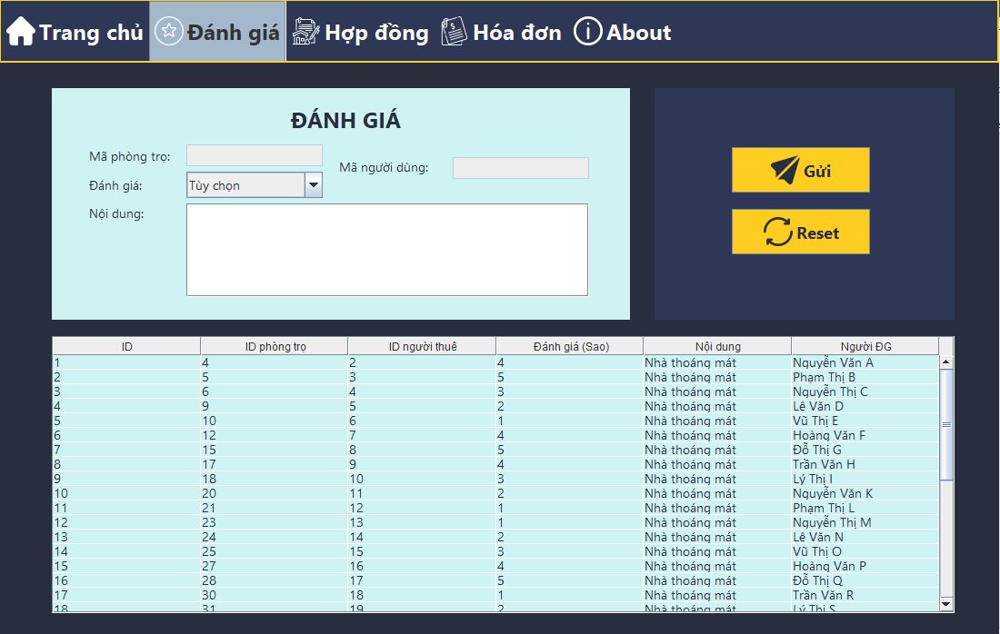 Trang chủ Đánh giá Hợp đồng Hóa đơn About
ĐÁNH GIÁ
Mã phòng trọ:
Mã người dùng:
Đánh giá: Tùy chọn
Nội dung:
Gửi
Reset
ID ID phòng trọ ID người thuê Đánh giá (Sao) Nội dung Người ĐG
1 4 2 4 Nhà thoáng mát Nguyễn Văn A
2 5 3 5 Nhà thoáng mát Phạm Thị B
3 6 4 3 Nhà thoáng mát Nguyễn Thị C
4 9 5 2 Nhà thoáng mát Lê Văn D
5 10 6 1 Nhà thoáng mát Vũ Thị E
6 12 7 4 Nhà thoáng mát Hoàng Văn F
7 15 8 5 Nhà thoáng mát Đỗ Thị G
8 17 9 4 Nhà thoáng mát Trần Văn H
9 18 10 3 Nhà thoáng mát Lý Thị I
10 20 11 2 Nhà thoáng mát Nguyễn Văn K
11 21 12 1 Nhà thoáng mát Phạm Thị L
12 23 13 1 Nhà thoáng mát Nguyễn Thị M
13 24 14 2 Nhà thoáng mát Lê Văn N
14 25 15 3 Nhà thoáng mát Vũ Thị O
15 27 16 4 Nhà thoáng mát Hoàng Văn P
16 28 17 5 Nhà thoáng mát Đỗ Thị Q
17 30 18 1 Nhà thoáng mát Trần Văn R
18 31 19 2 Nhà thoáng mát Lý Thị S